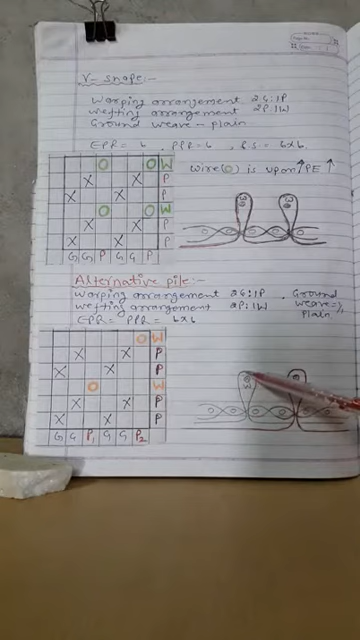 V-shape:-
Warping arrangement 2G:1P
Wefting arrangement 2P:1W
Ground weave - plain
EPR = 6, PPR = 6, RS = 6x6
O O W
X X P
X X P
O O W
X X P
X X P
G G P G G P
Wire(O) is upon ↑ PE ↑
Alternative pile:-
Warping arrangement 2G:1P. Ground
Wefting arrangement 2P:1W weave =>
EPR = PPR = 6x6 plain
O W
X X P
X X P
O W
X X P
X X P
G G P1 G G P2